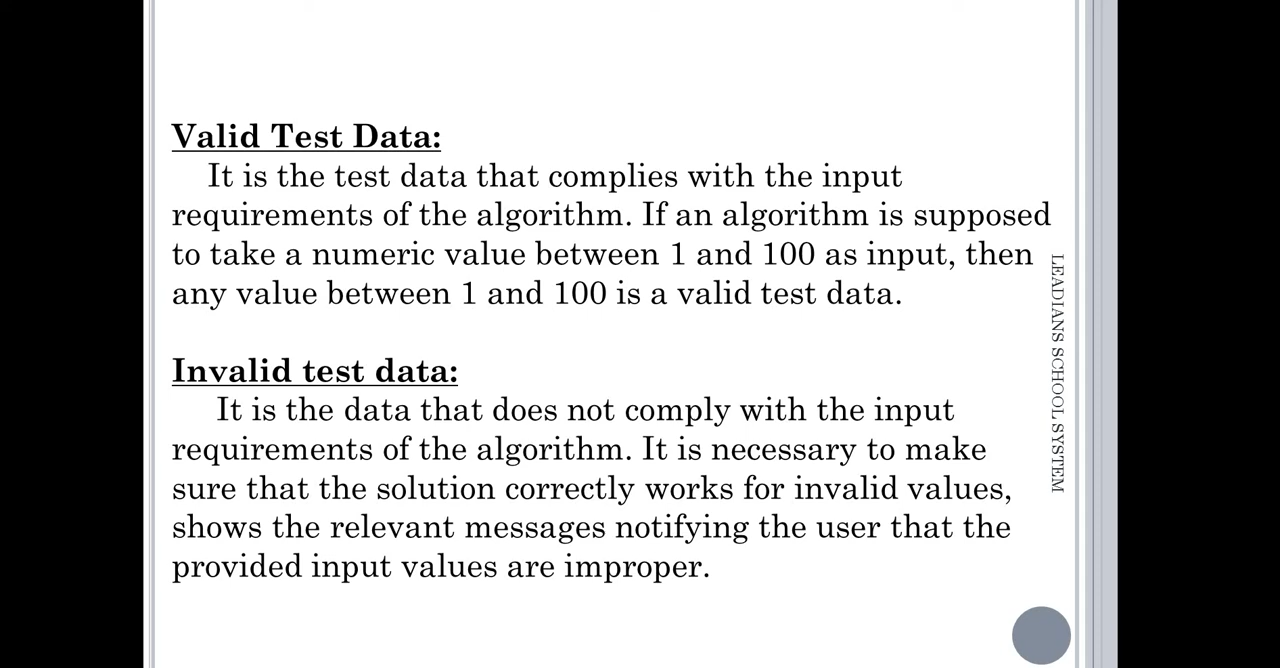 Valid Test Data:
It is the test data that complies with the input
requirements of the algorithm. If an algorithm is supposed
to take a numeric value between 1 and 100 as input, then
any value between 1 and 100 is a valid test data.
Invalid test data:
It is the data that does not comply with the input
requirements of the algorithm. It is necessary to make
sure that the solution correctly works for invalid values,
shows the relevant messages notifying the user that the
provided input values are improper.
LEADIANS SCHOOL SYSTEM